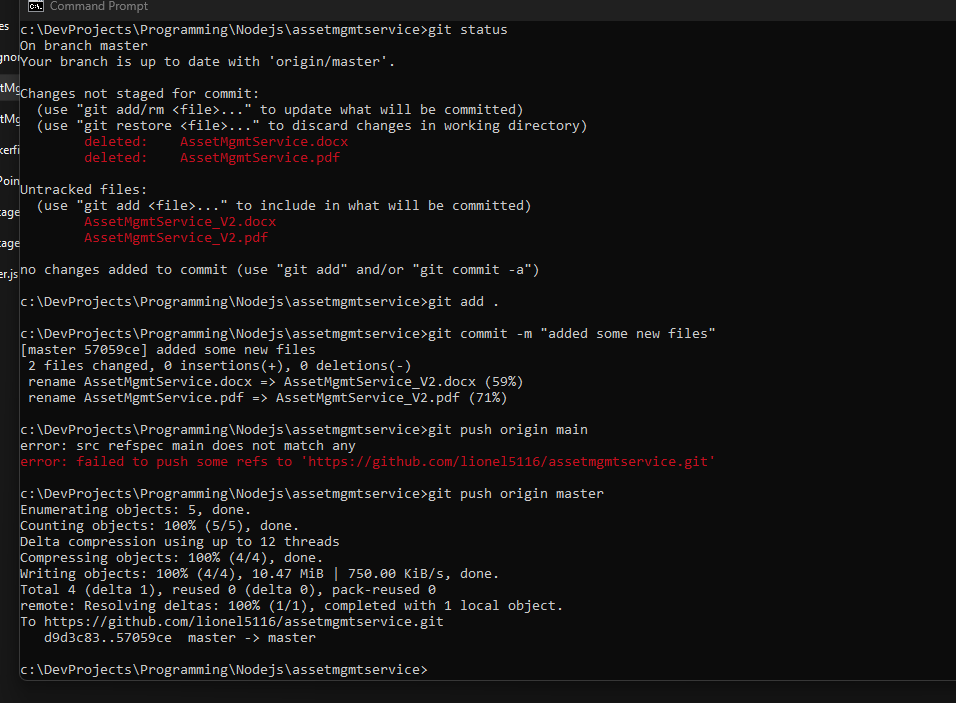 Command Prompt
c:\DevProjects\Programming\Nodejs\assetmgmtservice>git status
On branch master
Your branch is up to date with 'origin/master'.
Changes not staged for commit:
(use "git add/rm <file>..." to update what will be committed)
(use "git restore <file>..." to discard changes in working directory)
deleted: AssetMgmtService.docx
deleted: AssetMgmtService.pdf
Untracked files:
(use "git add <file>..." to include in what will be committed)
AssetMgmtService_V2.docx
AssetMgmtService_V2.pdf
no changes added to commit (use "git add" and/or "git commit -a")
c:\DevProjects\Programming\Nodejs\assetmgmtservice>git add .
c:\DevProjects\Programming\Nodejs\assetmgmtservice>git commit -m "added some new files"
[master 57059ce] added some new files
2 files changed, 0 insertions(+), 0 deletions(-)
rename AssetMgmtService.docx => AssetMgmtService_V2.docx (59%)
rename AssetMgmtService.pdf => AssetMgmtService_V2.pdf (71%)
c:\DevProjects\Programming\Nodejs\assetmgmtservice>git push origin main
error: src refspec main does not match any
error: failed to push some refs to 'https://github.com/lionel5116/assetmgmtservice.git'
c:\DevProjects\Programming\Nodejs\assetmgmtservice>git push origin master
Enumerating objects: 5, done.
Counting objects: 100% (5/5), done.
Delta compression using up to 12 threads
Compressing objects: 100% (4/4), done.
Writing objects: 100% (4/4), 10.47 MiB | 750.00 KiB/s, done.
Total 4 (delta 1), reused 0 (delta 0), pack-reused 0
remote: Resolving deltas: 100% (1/1), completed with 1 local object.
To https://github.com/lionel5116/assetmgmtservice.git
d9d3c83..57059ce master -> master
c:\DevProjects\Programming\Nodejs\assetmgmtservice>